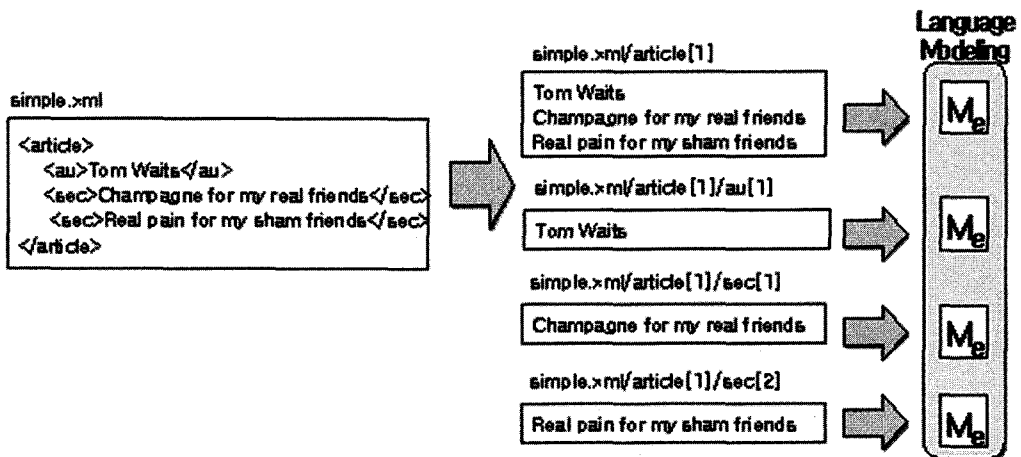 simple.xml
<article>
<au>Tom Waits</au>
<sec>Champagne for my real friends</sec>
<sec>Real pain for my sham friends</sec>
</article>
simple.xml/article[1]
Tom Waits
Champagne for my real friends
Real pain for my sham friends
simple.xml/article[1]/au[1]
Tom Waits
simple.xml/article[1]/sec[1]
Champagne for my real friends
simple.xml/article[1]/sec[2]
Real pain for my sham friends
Language
Modeling
Me
Me
Me
Me